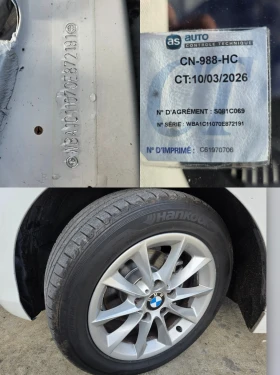 WBA1C11070E872191
as auto
CONTRÔLE TECHNIQUE
CN-988-HC
CT:10/03/2026
N° D'AGRÉMENT : S081C069
N° SÉRIE : WBA1C11070E872191
N° D'IMPRIMÉ : C61970706
HANKOOK